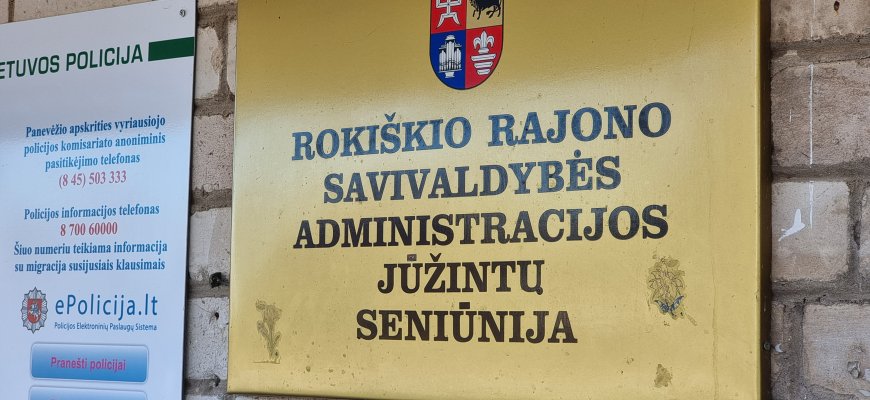 LIETUVOS POLICIJA
Panevėžio apskrities vyriausiojo
policijos komisariato anoniminis
pasitikėjimo telefonas
(8 45) 503 333
Policijos informacijos telefonas
8 700 60000
Šiuo numeriu teikiama informacija
su migracija susijusiais klausimais
ePolicija.lt
Policijos Elektroninių Paslaugų Sistema
Pranešti policijai
ROKIŠKIO RAJONO
SAVIVALDYBĖS
ADMINISTRACIJOS
JŪŽINTŲ
SENIŪNIJA